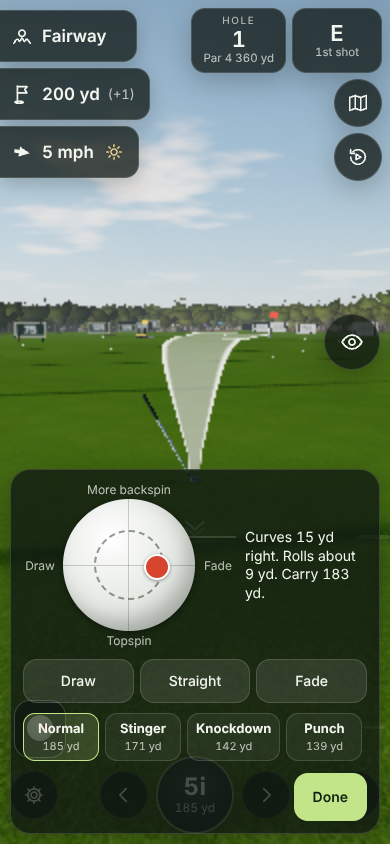 Fairway
HOLE
1
Par 4 360 yd
E
1st shot
200 yd (+1)
5 mph
75
More backspin
Draw
Fade
Topspin
Curves 15 yd
right. Rolls about
9 yd. Carry 183
yd.
Draw
Straight
Fade
Normal
185 yd
Stinger
171 yd
Knockdown
142 yd
Punch
139 yd
5i
185 yd
Done